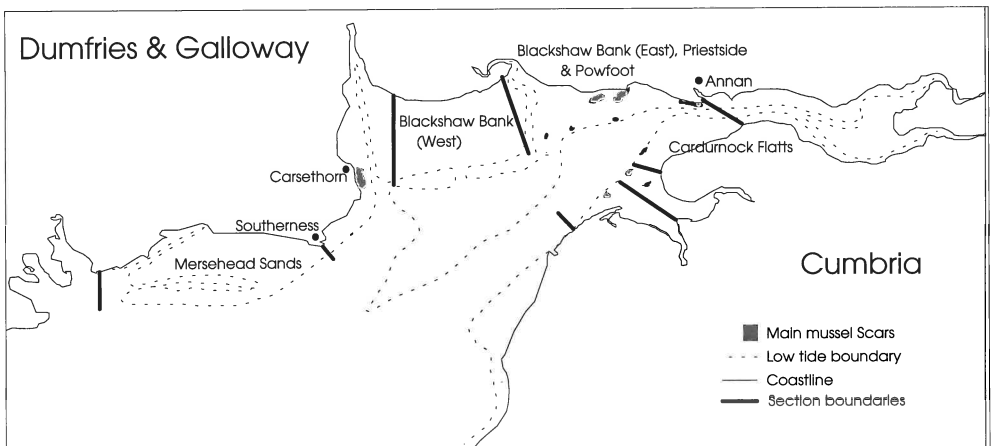 Dumfries & Galloway
Blackshaw Bank (East), Priestside
& Powfoot
Annan
Blackshaw Bank
(West)
Cardurnock Flatts
Carsethorn
Southerness
Mersehead Sands
Cumbria
Main mussel Scars
Low tide boundary
Coastline
Section boundaries